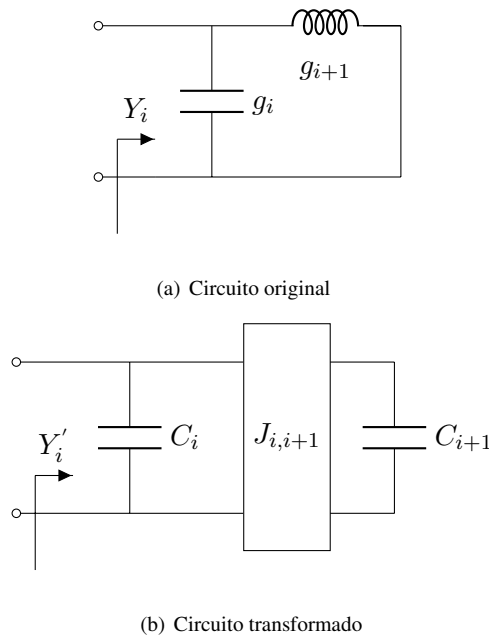 g_{i+1}
Y_i
g_i
(a) Circuito original
Y_i^'
C_i
J_{i,i+1}
C_{i+1}
(b) Circuito transformado